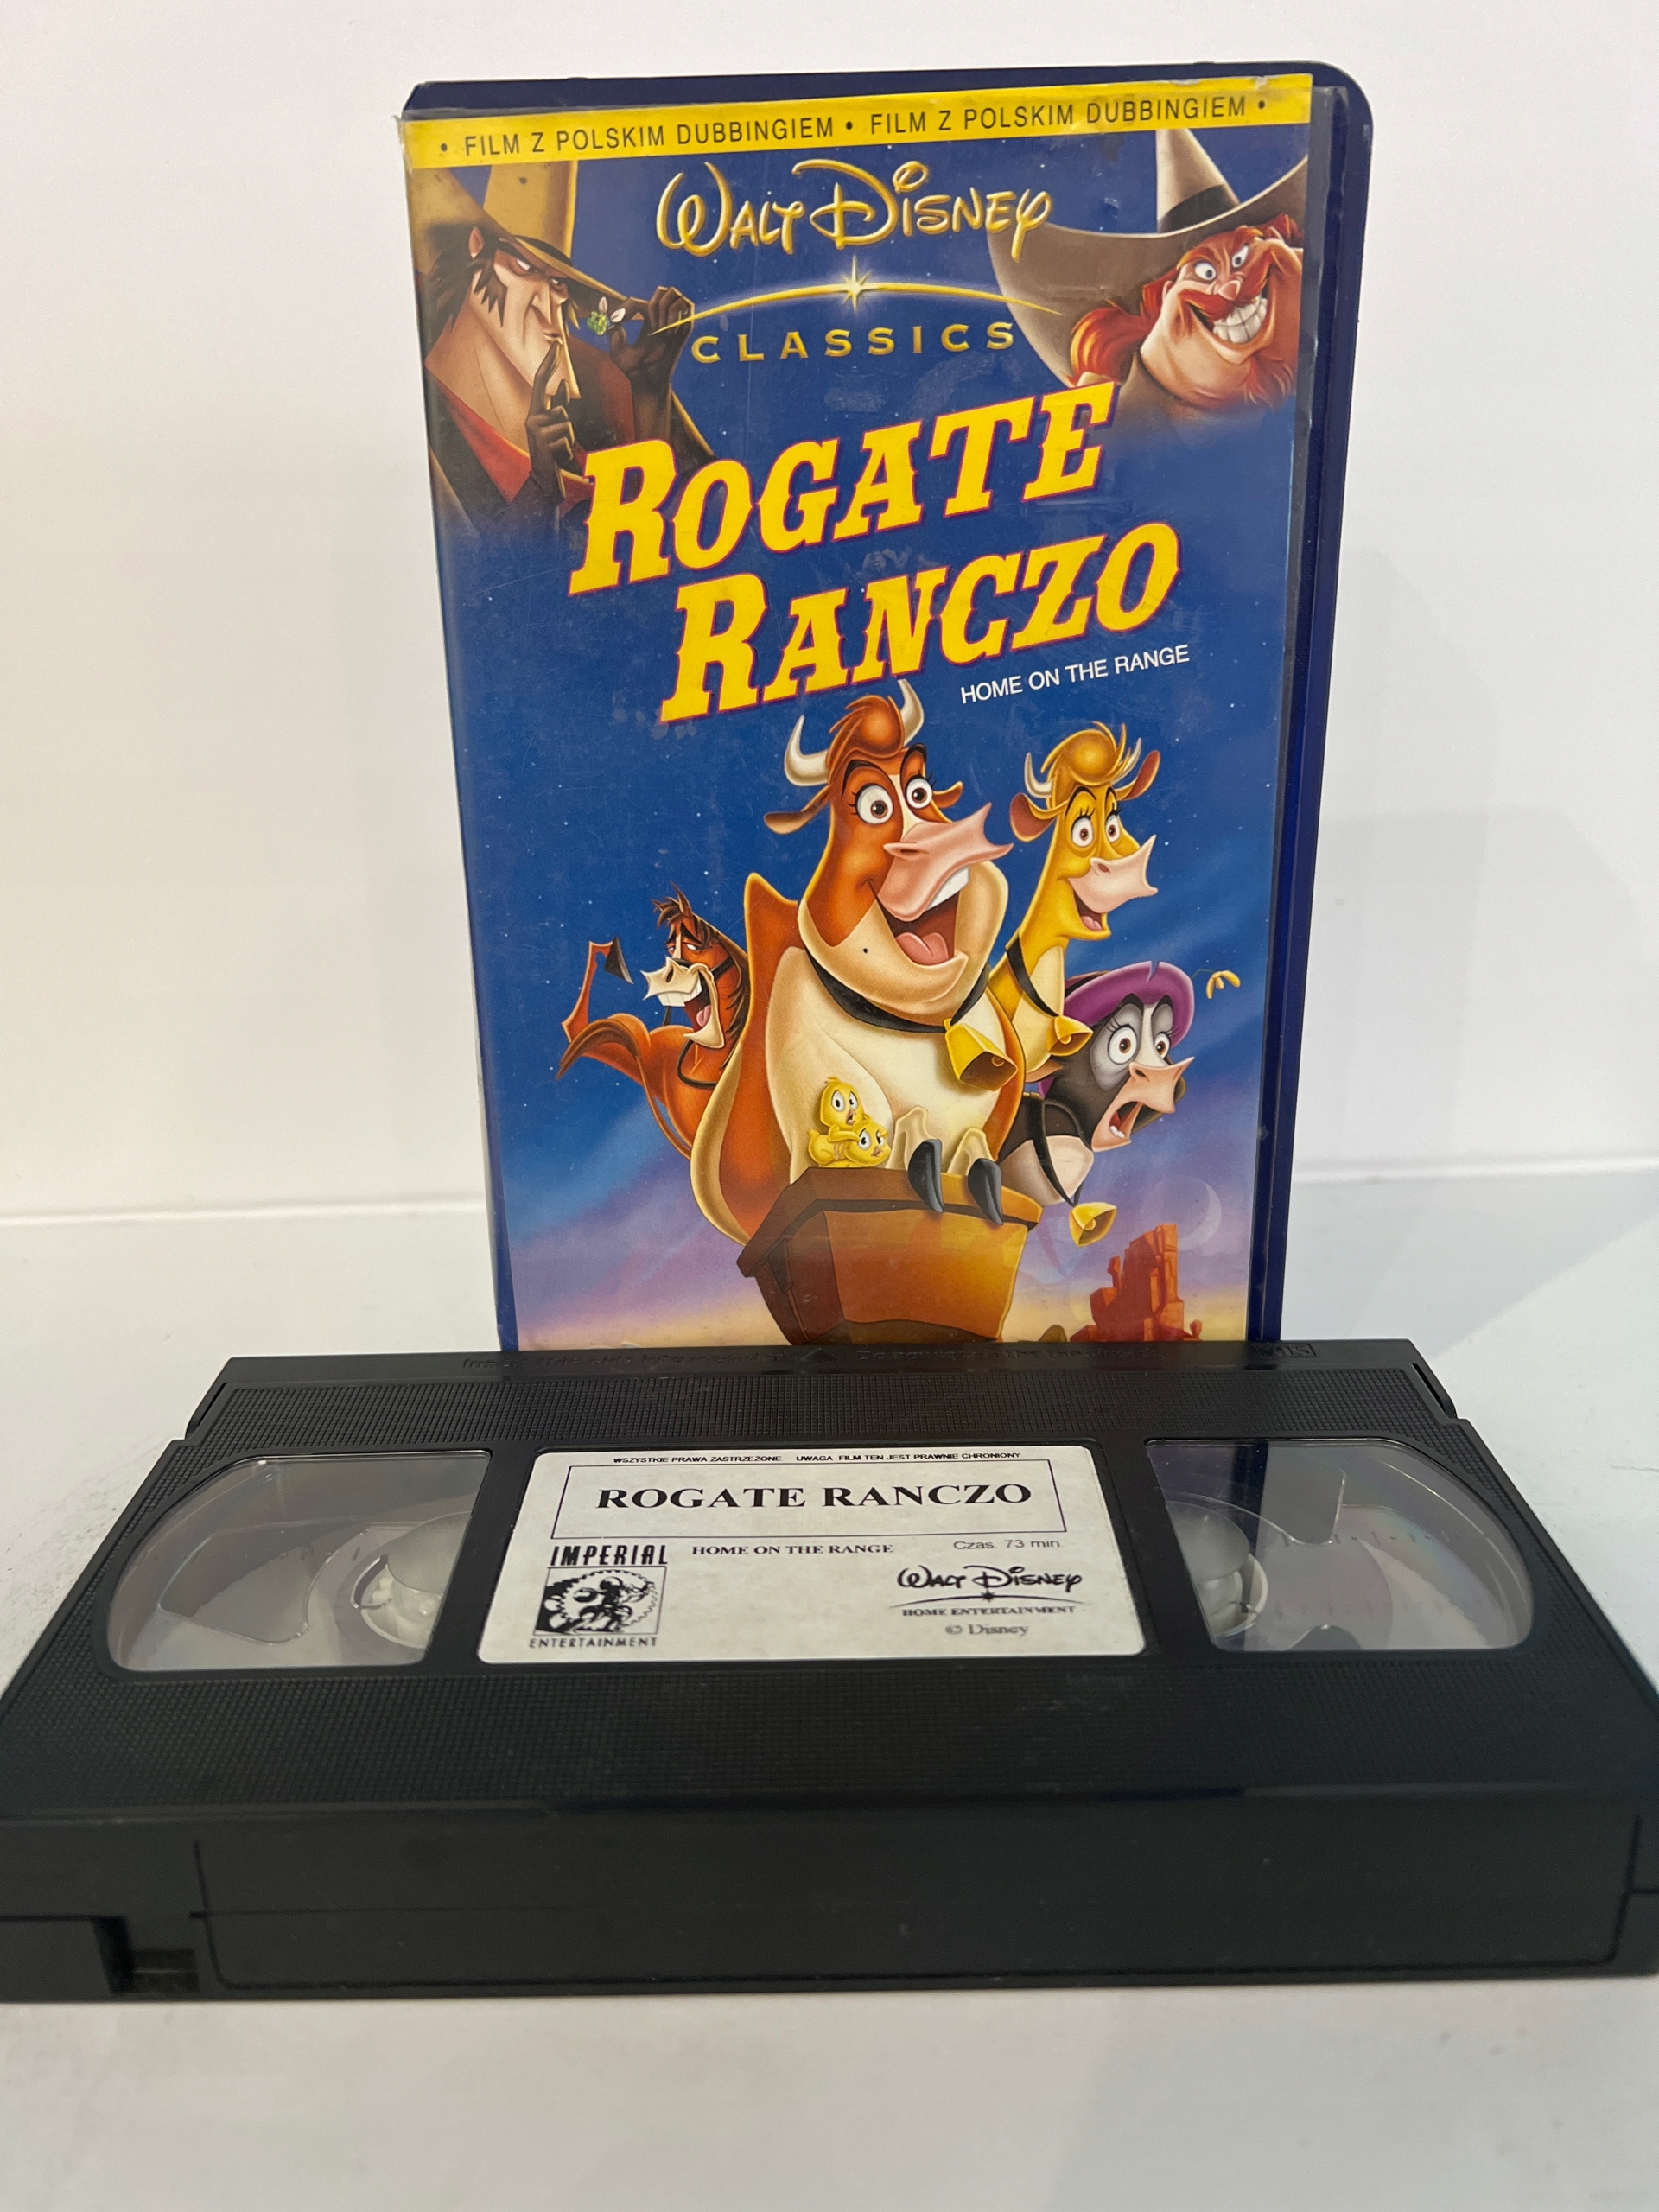 • FILM Z POLSKIM DUBBINGIEM • FILM Z POLSKIM DUBBINGIEM •
WALT DISNEY
CLASSICS
ROGATE
RANCZO
HOME ON THE RANGE
VHS
WSZYSTKIE PRAWA ZASTRZEŻONE UWAGA FILM TEN JEST PRAWNIE CHRONIONY
ROGATE RANCZO
IMPERIAL
ENTERTAINMENT
HOME ON THE RANGE
Czas. 73 min.
WALT DISNEY
HOME ENTERTAINMENT
© Disney